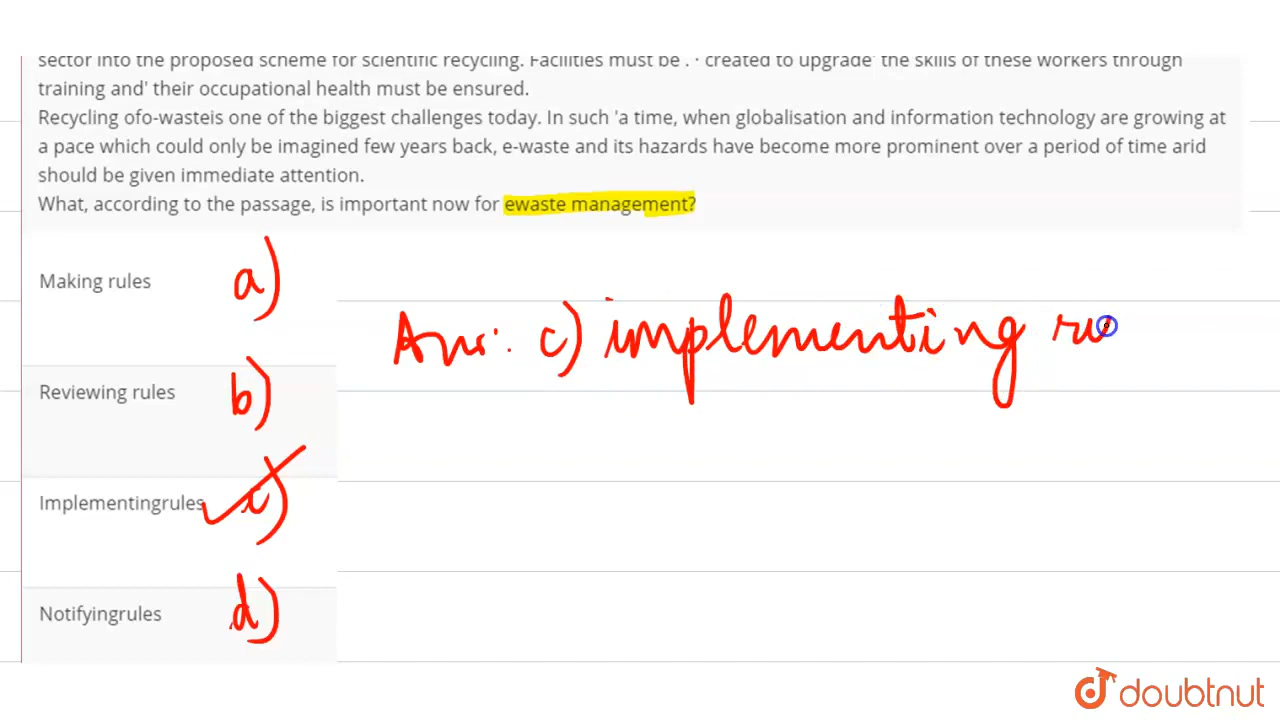 sector into the proposed scheme for scientific recycling. Facilities must be . · created to upgrade' the skills of these workers through
training and' their occupational health must be ensured.
Recycling ofo-wasteis one of the biggest challenges today. In such 'a time, when globalisation and information technology are growing at
a pace which could only be imagined few years back, e-waste and its hazards have become more prominent over a period of time arid
should be given immediate attention.
What, according to the passage, is important now for ewaste management?
Making rules a)
Ans: c) implementing ru
Reviewing rules b)
Implementingrules c)
Notifyingrules d)
doubtnut